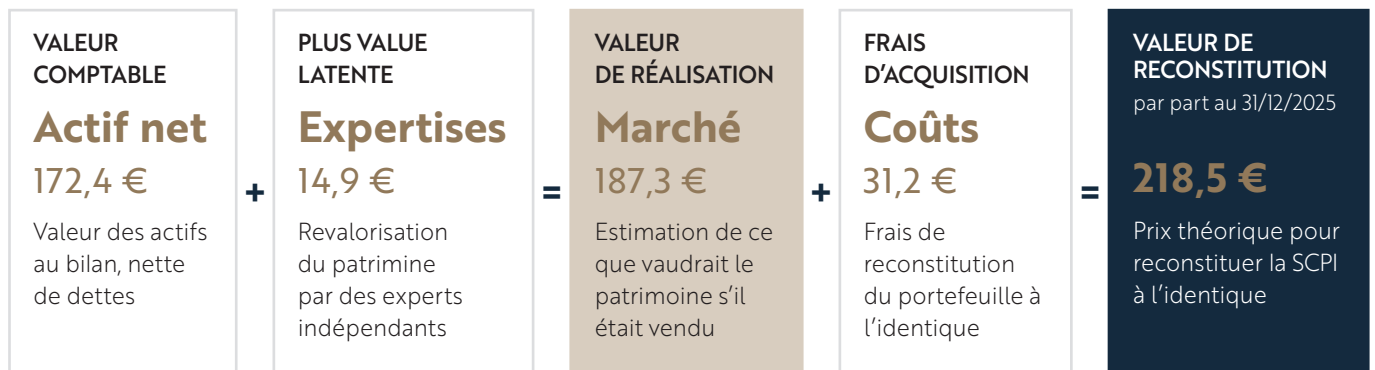 VALEUR
COMPTABLE
Actif net
172,4 €
Valeur des actifs
au bilan, nette
de dettes
+
PLUS VALUE
LATENTE
Expertises
14,9 €
Revalorisation
du patrimine
par des experts
indépendants
=
VALEUR
DE RÉALISATION
Marché
187,3 €
Estimation de ce
que vaudrait le
patrimoine s’il
était vendu
+
FRAIS
D’ACQUISITION
Coûts
31,2 €
Frais de
reconstitution
du portefeuille à
l’identique
=
VALEUR DE
RECONSTITUTION
par part au 31/12/2025
218,5 €
Prix théorique pour
reconstituer la SCPI
à l’identique